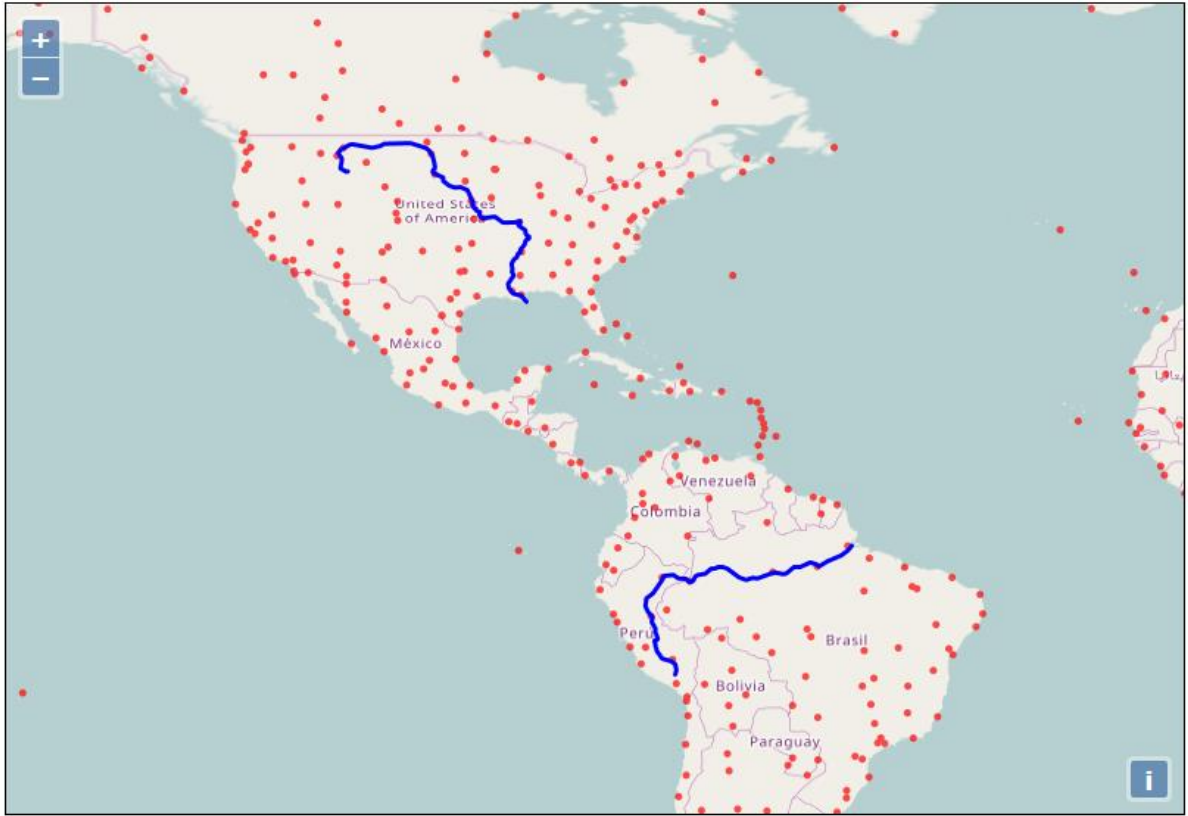 +
−
United States
of America
México
Venezuela
Colombia
Perú
Brasil
Bolivia
Paraguay
i